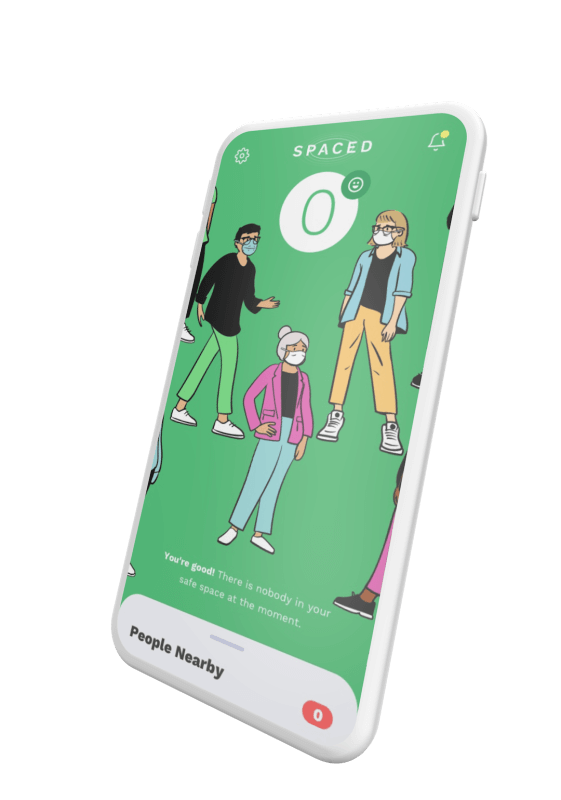 SPACED
0
You're good! There is nobody in your
safe space at the moment.
People Nearby
0